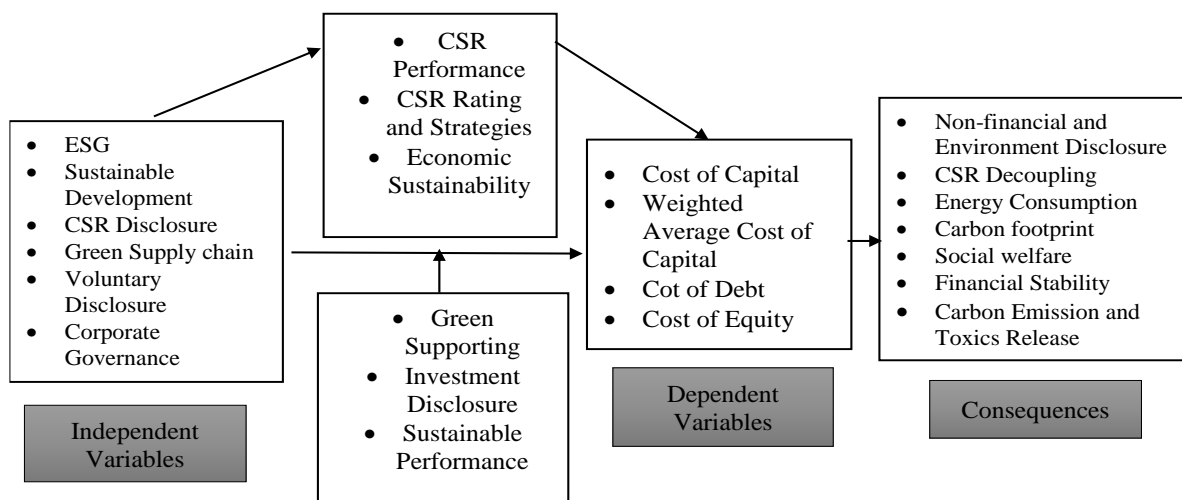 • CSR
Performance
• CSR Rating
and Strategies
• Economic
Sustainability
• ESG
• Sustainable
Development
• CSR Disclosure
• Green Supply chain
• Voluntary
Disclosure
• Corporate
Governance
• Green
Supporting
• Investment
Disclosure
• Sustainable
Performance
• Cost of Capital
• Weighted
Average Cost of
Capital
• Cot of Debt
• Cost of Equity
• Non-financial and
Environment Disclosure
• CSR Decoupling
• Energy Consumption
• Carbon footprint
• Social welfare
• Financial Stability
• Carbon Emission and
Toxics Release
Independent
Variables
Dependent
Variables
Consequences